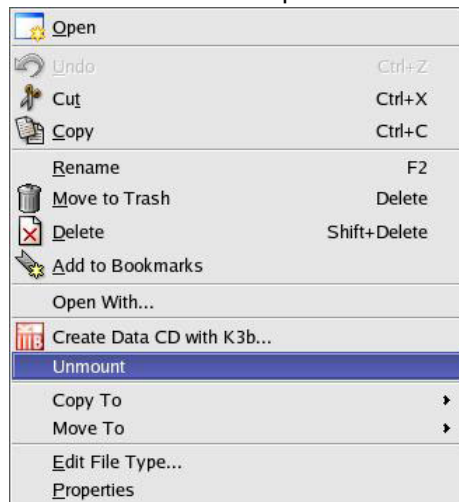 Open
Undo Ctrl+Z
Cut Ctrl+X
Copy Ctrl+C
Rename F2
Move to Trash Delete
Delete Shift+Delete
Add to Bookmarks
Open With...
Create Data CD with K3b...
Unmount
Copy To
Move To
Edit File Type...
Properties